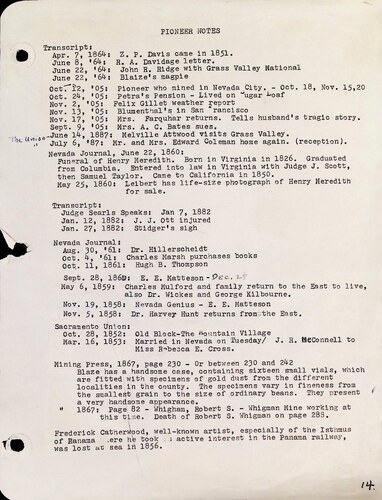 PIONEER NOTES
Transcript:
Apr. 7, 1864: Z. P. Davis came in 1851.
June 8, '64: R. A. Davidage letter.
June 22, '64: John R. Ridge with Grass Valley National
June 22, '64: Blaize's magpie
Oct. 12, '05: Pioneer who mined in Nevada City. - Oct. 18, Nov. 15,20
Oct. 24, '05: Petra's Pension - Lived on Sugar Loaf
Nov. 2, '05: Felix Gillet weather report
Nov. 13, '05: Blumenthal's in San Francisco
Nov. 17, '05: Mrs. Farquhar returns. Tells husband's tragic story.
Sept. 9, '05: Mrs. A. C. Bates sues.
The Union - June 14, 1887: Melville Attwood visits Grass Valley.
July 6, '87: Mr. and Mrs. Edward Coleman home again. (reception).
Nevada Journal, June 22, 1860:
Funeral of Henry Meredith. Born in Virginia in 1826. Graduated
from Columbia. Entered into law in Virginia with Judge J. Scott,
then Samuel Taylor. Came to California in 1850.
May 25, 1860: Leibert has life-size photograph of Henry Meredith
for sale.
Transcript:
Judge Searls Speaks: Jan 7, 1882
Jan. 12, 1882: J. J. Ott injured
Jan. 27, 1882: Stidger's sigh
Nevada Journal:
Aug. 30, '61: Dr. Hillerscheidt
Oct. 4, '61: Charles Marsh purchases books
Oct. 11, 1861: Hugh B. Thompson
Sept. 28, 1860: E. E. Matteson - Dec. 28
May 6, 1859: Charles Mulford and family return to the East to live,
also Dr. Wickes and George Kilbourne.
Nov. 19, 1858: Nevada Genius - E. E. Matteson
Nov. 5, 1858: Dr. Harvey Hunt returns from the East.
Sacramento Union:
Oct. 28, 1852: Old Block-The Mountain Village
Mar. 16, 1853: Married in Nevada on Tuesday/ J. R. McConnell to
Miss Rebecca E. Cross.
Mining Press, 1867, page 230 - Or between 230 and 242
Blaze has a handsome case, containing sixteen small vials, which
are fitted with specimens of gold dust from the different
localities in the county. The specimens vary in fineness from
the smallest grain to the size of ordinary beans. They present
a very handsome appearance.
" 1867: Page 82 - Whigham, Robert S. - Whigman Mine working at
this time. Death of Robert S. Whigman on page 288.
Frederick Catherwood, well-known artist, especially of the Isthmus
of Panama here he took active interest in the Panama railway,
was lost at sea in 1856.
14.